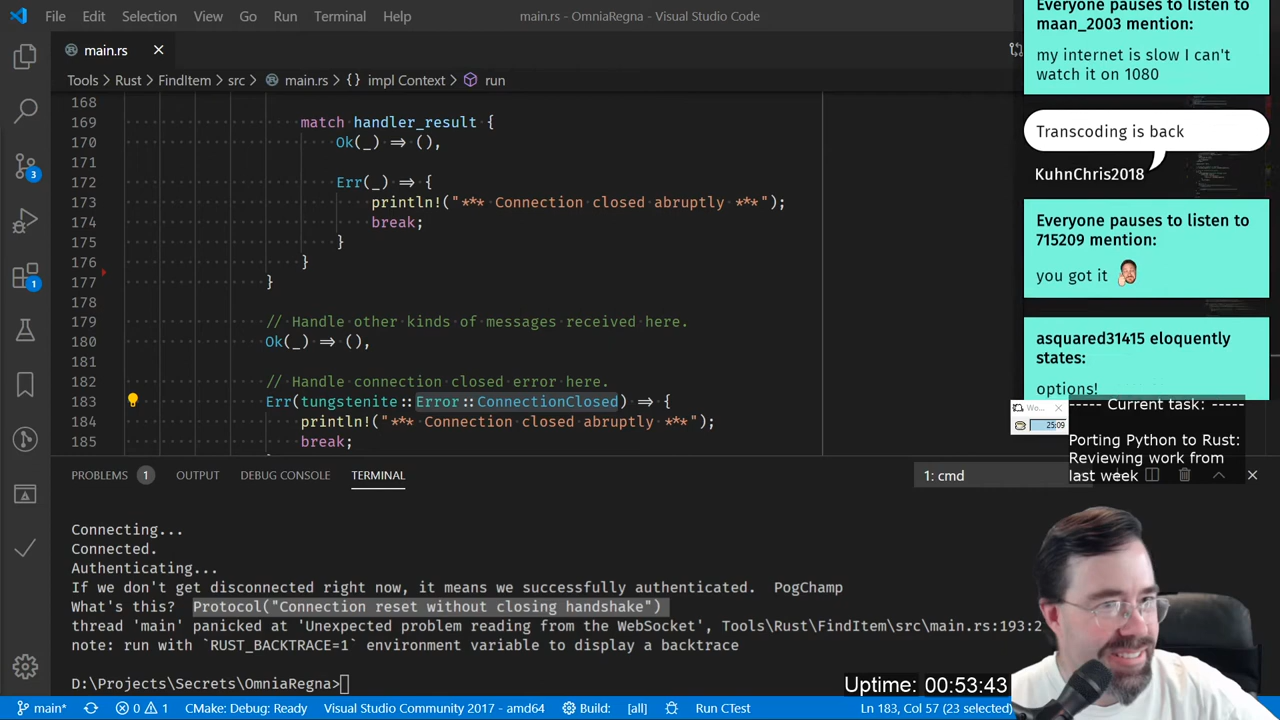 File Edit Selection View Go Run Terminal Help
main.rs - OmniaRegna - Visual Studio Code
main.rs
Tools > Rust > FindItem > src > main.rs > {} impl Context > run
168
169 match handler_result {
170 Ok(_) => (),
171
172 Err(_) => {
173 println!("*** Connection closed abruptly ***");
174 break;
175 }
176 }
177 }
178
179 // Handle other kinds of messages received here.
180 Ok(_) => (),
181
182 // Handle connection closed error here.
183 Err(tungstenite::Error::ConnectionClosed) => {
184 println!("*** Connection closed abruptly ***");
185 break;
3
1
PROBLEMS 1 OUTPUT DEBUG CONSOLE TERMINAL
1: cmd
Connecting...
Connected.
Authenticating...
If we don't get disconnected right now, it means we successfully authenticated. PogChamp
What's this? Protocol("Connection reset without closing handshake")
thread 'main' panicked at 'Unexpected problem reading from the WebSocket', Tools\Rust\FindItem\src\main.rs:193:2
note: run with `RUST_BACKTRACE=1` environment variable to display a backtrace
D:\Projects\Secrets\OmniaRegna>
Everyone pauses to listen to
maan_2003 mention:
my internet is slow I can't
watch it on 1080
Transcoding is back
KuhnChris2018
Everyone pauses to listen to
715209 mention:
you got it
asquared31415 eloquently
states:
options!
Wo...
25:09
----- Current task: -----
Porting Python to Rust:
Reviewing work from
last week
Uptime: 00:53:43
main* 0 1 CMake: Debug: Ready Visual Studio Community 2017 - amd64 Build: [all] Run CTest Ln 183, Col 57 (23 selected)